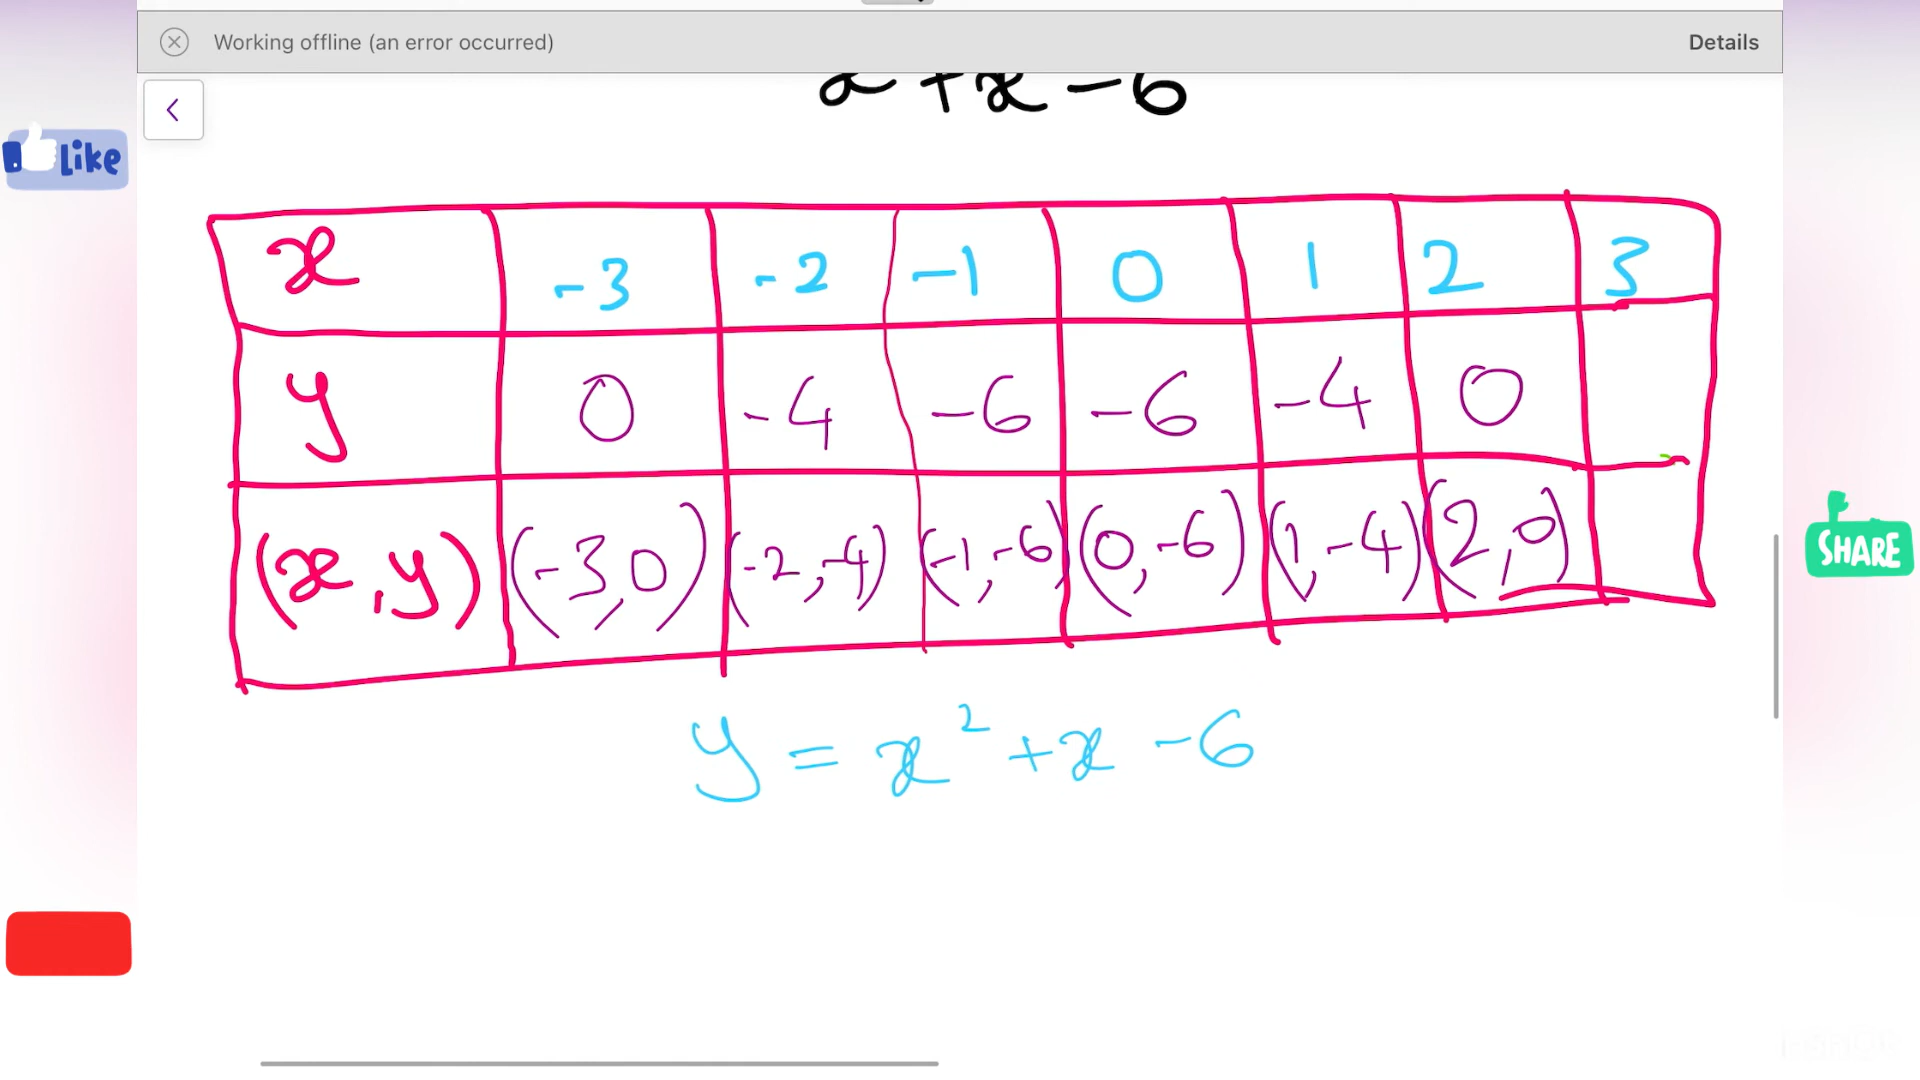 Working offline (an error occurred) Details
x + x - 6
Like
x -3 -2 -1 0 1 2 3
y 0 -4 -6 -6 -4 0
(x,y) (-3,0) (-2,-4) (-1,-6) (0,-6) (1,-4) (2,0)
SHARE
y = x² + x - 6